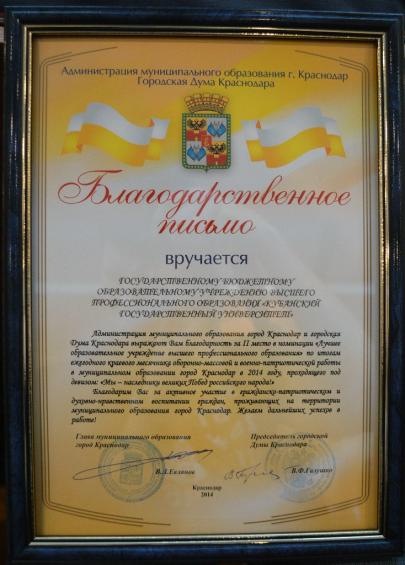 Администрация муниципального образования г. Краснодар
Городская Дума Краснодара
Благодарственное
письмо
вручается
ГОСУДАРСТВЕННОМУ БЮДЖЕТНОМУ
ОБРАЗОВАТЕЛЬНОМУ УЧРЕЖДЕНИЮ ВЫСШЕГО
ПРОФЕССИОНАЛЬНОГО ОБРАЗОВАНИЯ «КУБАНСКИЙ
ГОСУДАРСТВЕННЫЙ УНИВЕРСИТЕТ»
Администрация муниципального образования город Краснодар и городская
Дума Краснодара выражают Вам благодарность за II место в номинации «Лучшее
образовательное учреждение высшего профессионального образования» по итогам
ежегодного краевого месячника оборонно-массовой и военно-патриотической работы
в муниципальном образовании город Краснодар в 2014 году, проходящего под
девизом: «Мы – наследники великих Побед российского народа!»
Благодарим Вас за активное участие в гражданско-патриотическом и
духовно-нравственном воспитании граждан, проживающих на территории
муниципального образования город Краснодар. Желаем дальнейших успехов в
работе!
Глава муниципального образования
город Краснодар
Председатель городской
Думы Краснодара
В.Л.Евланов
В.Ф.Галушко
Краснодар
2014